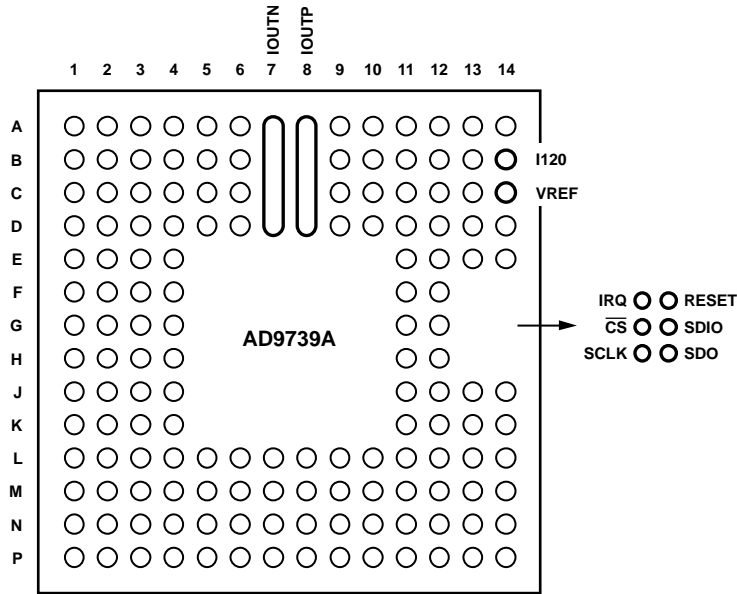 IOUTN
IOUTP
1 2 3 4 5 6 7 8 9 10 11 12 13 14
A
B I120
C VREF
D
E
F
IRQ RESET
G AD9739A C̅S̅ SDIO
H SCLK SDO
J
K
L
M
N
P